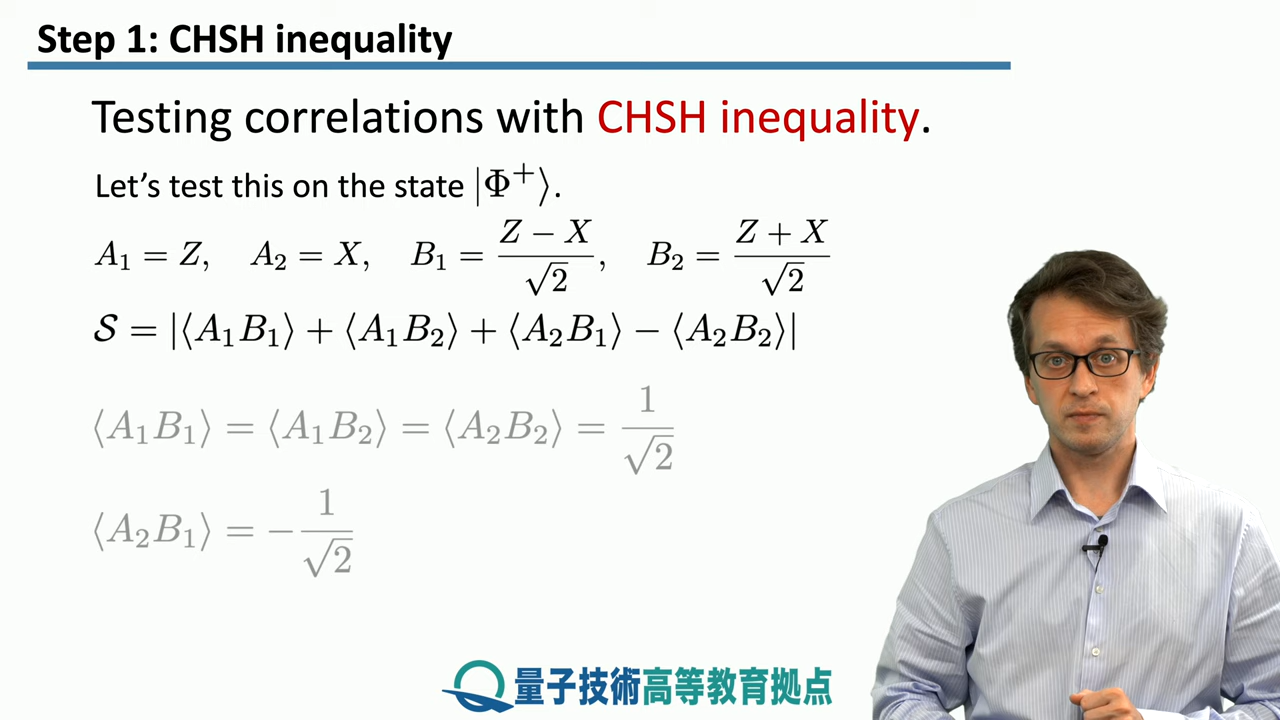 Step 1: CHSH inequality
Testing correlations with CHSH inequality.
Let’s test this on the state |Φ⁺⟩.
A₁ = Z, A₂ = X, B₁ = (Z − X)/√2, B₂ = (Z + X)/√2
𝒮 = |⟨A₁B₁⟩ + ⟨A₁B₂⟩ + ⟨A₂B₁⟩ − ⟨A₂B₂⟩|
⟨A₁B₁⟩ = ⟨A₁B₂⟩ = ⟨A₂B₂⟩ = 1/√2
⟨A₂B₁⟩ = −1/√2
量子技術高等教育拠点